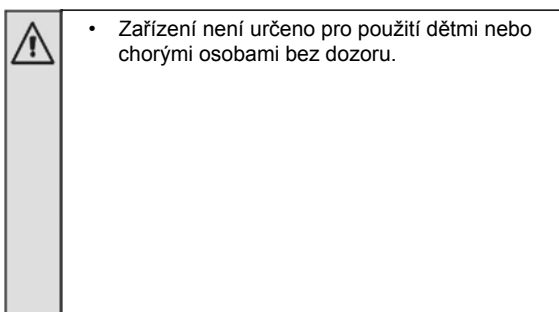 • Zařízení není určeno pro použití dětmi nebo
chorými osobami bez dozoru.